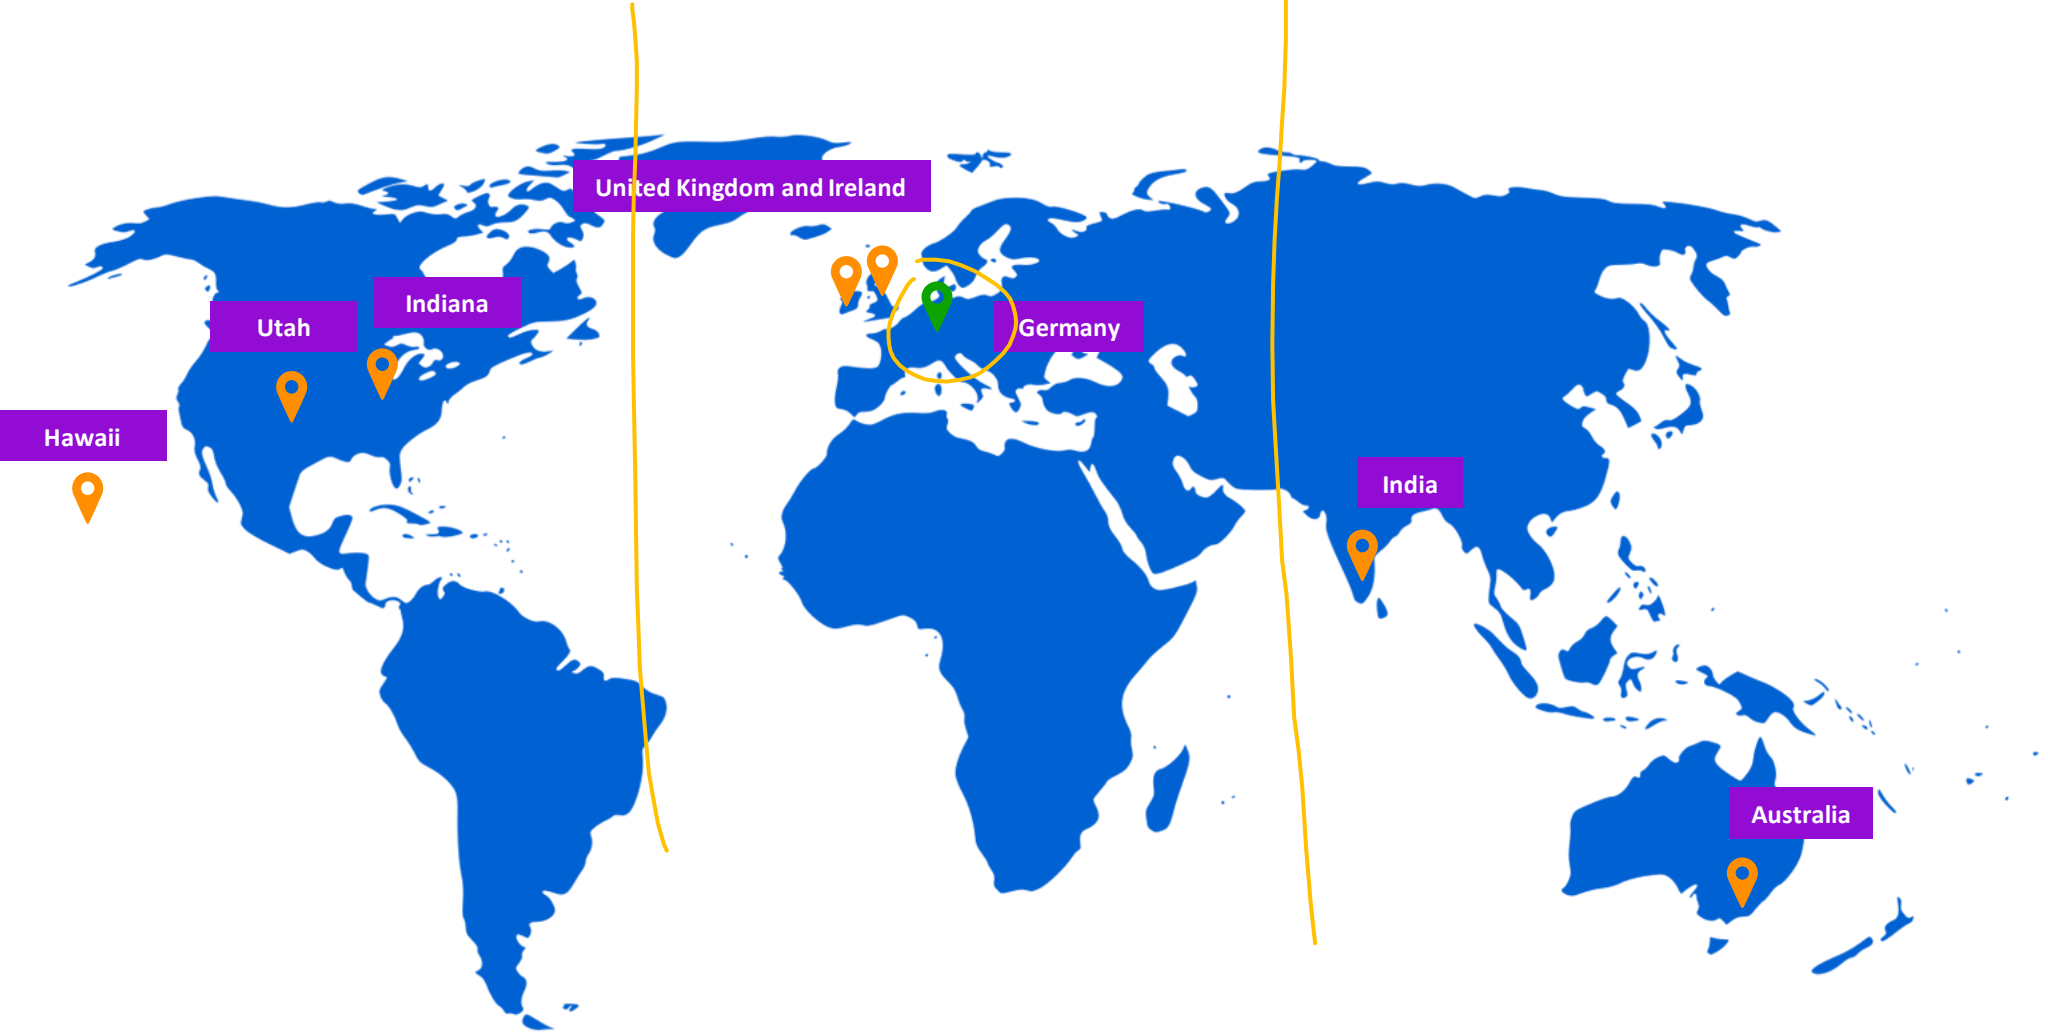 United Kingdom and Ireland
Indiana
Utah
Germany
Hawaii
India
Australia